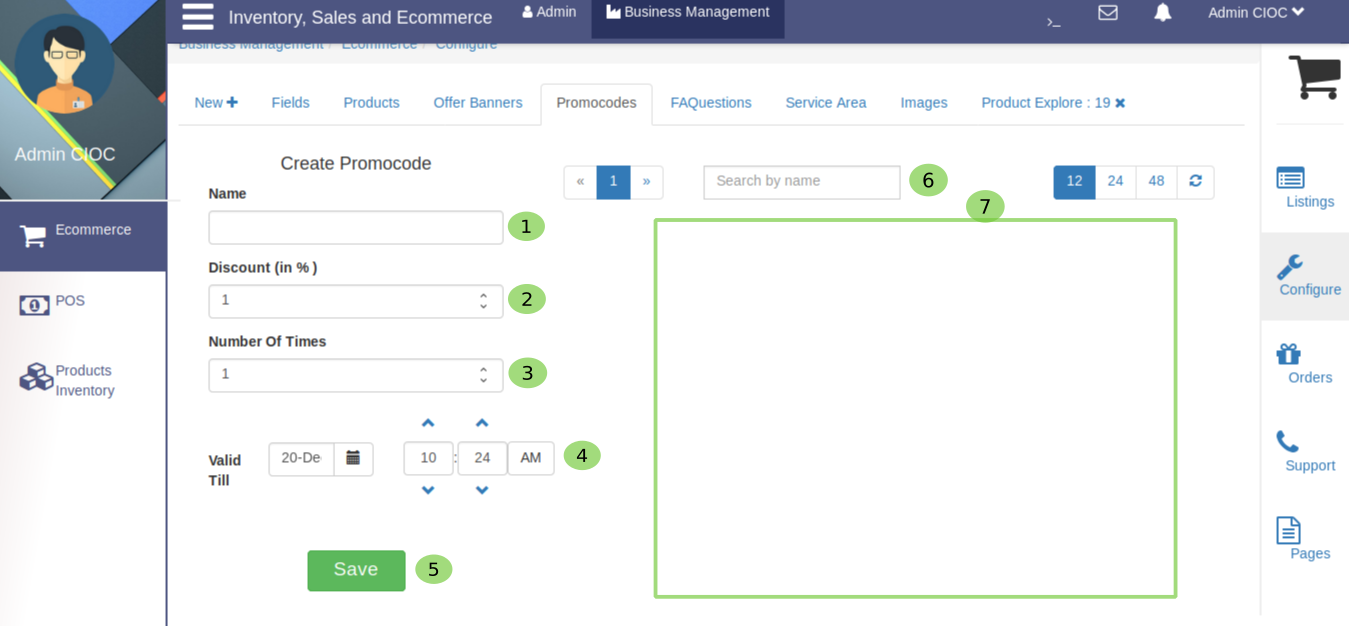 Inventory, Sales and Ecommerce
Admin
Business Management
>_
Admin CIOC
Business Management / Ecommerce / Configure
Admin CIOC
Ecommerce
POS
Products
Inventory
New
Fields
Products
Offer Banners
Promocodes
FAQuestions
Service Area
Images
Product Explore : 19
Create Promocode
Name
1
Discount (in % )
1
2
Number Of Times
1
3
Valid
Till
20-De
10 : 24 AM
4
Save
5
« 1 »
Search by name
6
12 24 48
7
Listings
Configure
Orders
Support
Pages